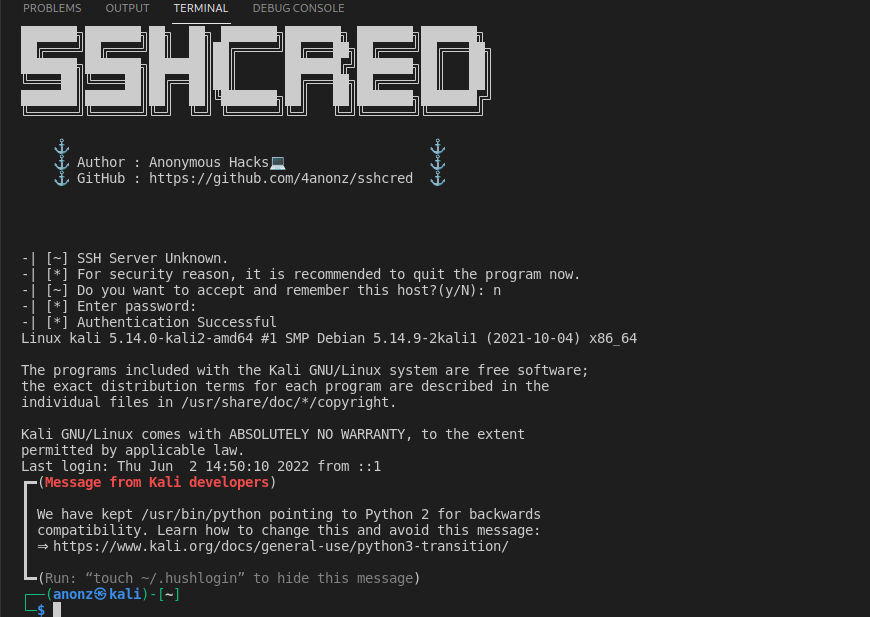 PROBLEMS OUTPUT TERMINAL DEBUG CONSOLE
SSHCRED
⚓ ⚓
⚓ Author : Anonymous Hacks💻 ⚓
⚓ GitHub : https://github.com/4anonz/sshcred ⚓
-| [~] SSH Server Unknown.
-| [*] For security reason, it is recommended to quit the program now.
-| [~] Do you want to accept and remember this host?(y/N): n
-| [*] Enter password:
-| [*] Authentication Successful
Linux kali 5.14.0-kali2-amd64 #1 SMP Debian 5.14.9-2kali1 (2021-10-04) x86_64
The programs included with the Kali GNU/Linux system are free software;
the exact distribution terms for each program are described in the
individual files in /usr/share/doc/*/copyright.
Kali GNU/Linux comes with ABSOLUTELY NO WARRANTY, to the extent
permitted by applicable law.
Last login: Thu Jun  2 14:50:10 2022 from ::1
┏━(Message from Kali developers)
┃ We have kept /usr/bin/python pointing to Python 2 for backwards
┃ compatibility. Learn how to change this and avoid this message:
┃ ⇒ https://www.kali.org/docs/general-use/python3-transition/
┗━(Run: “touch ~/.hushlogin” to hide this message)
┌──(anonz㉿kali)-[~]
└─$